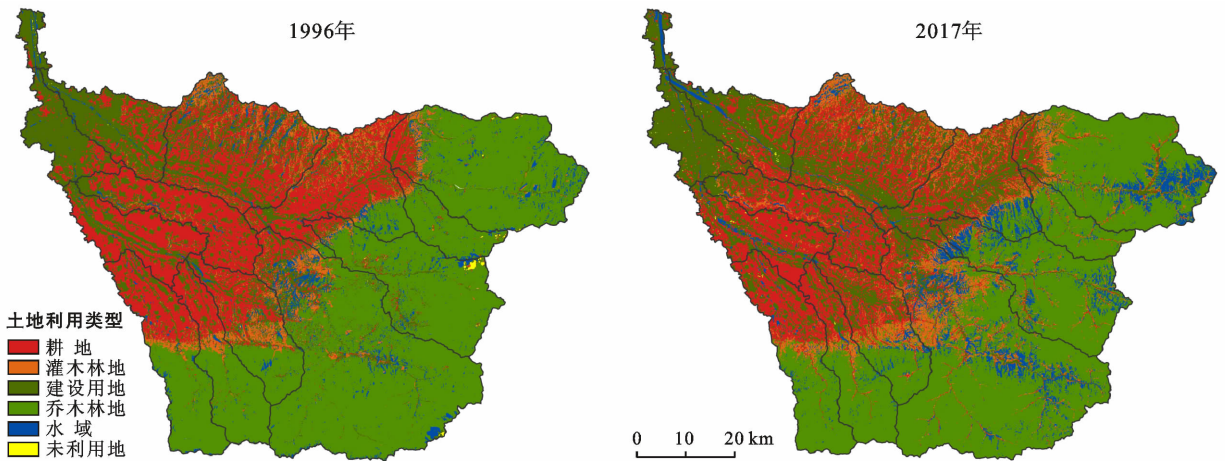 1996年
2017年
土地利用类型
耕 地
灌木林地
建设用地
乔木林地
水 域
未利用地
0 10 20 km